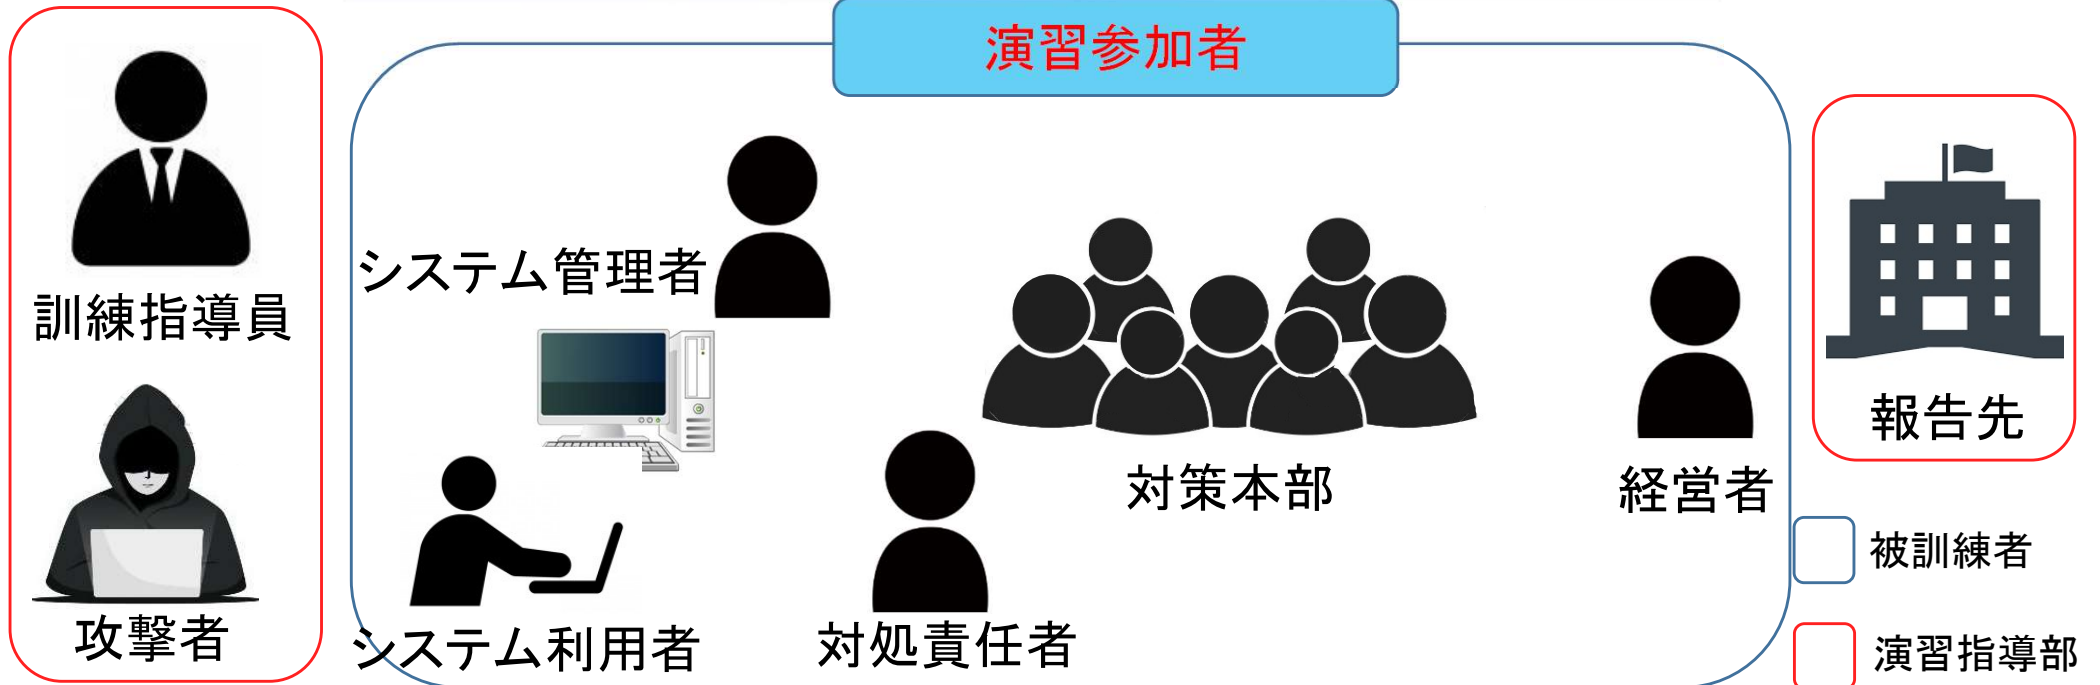 演習参加者
訓練指導員
攻撃者
システム管理者
システム利用者
対処責任者
対策本部
経営者
報告先
被訓練者
演習指導部